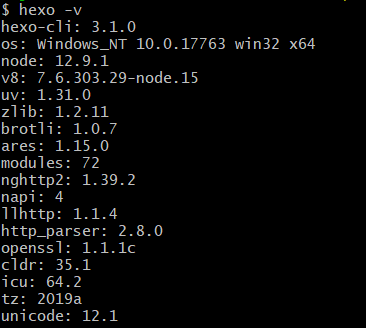 $ hexo -v
hexo-cli: 3.1.0
os: Windows_NT 10.0.17763 win32 x64
node: 12.9.1
v8: 7.6.303.29-node.15
uv: 1.31.0
zlib: 1.2.11
brotli: 1.0.7
ares: 1.15.0
modules: 72
nghttp2: 1.39.2
napi: 4
llhttp: 1.1.4
http_parser: 2.8.0
openssl: 1.1.1c
cldr: 35.1
icu: 64.2
tz: 2019a
unicode: 12.1